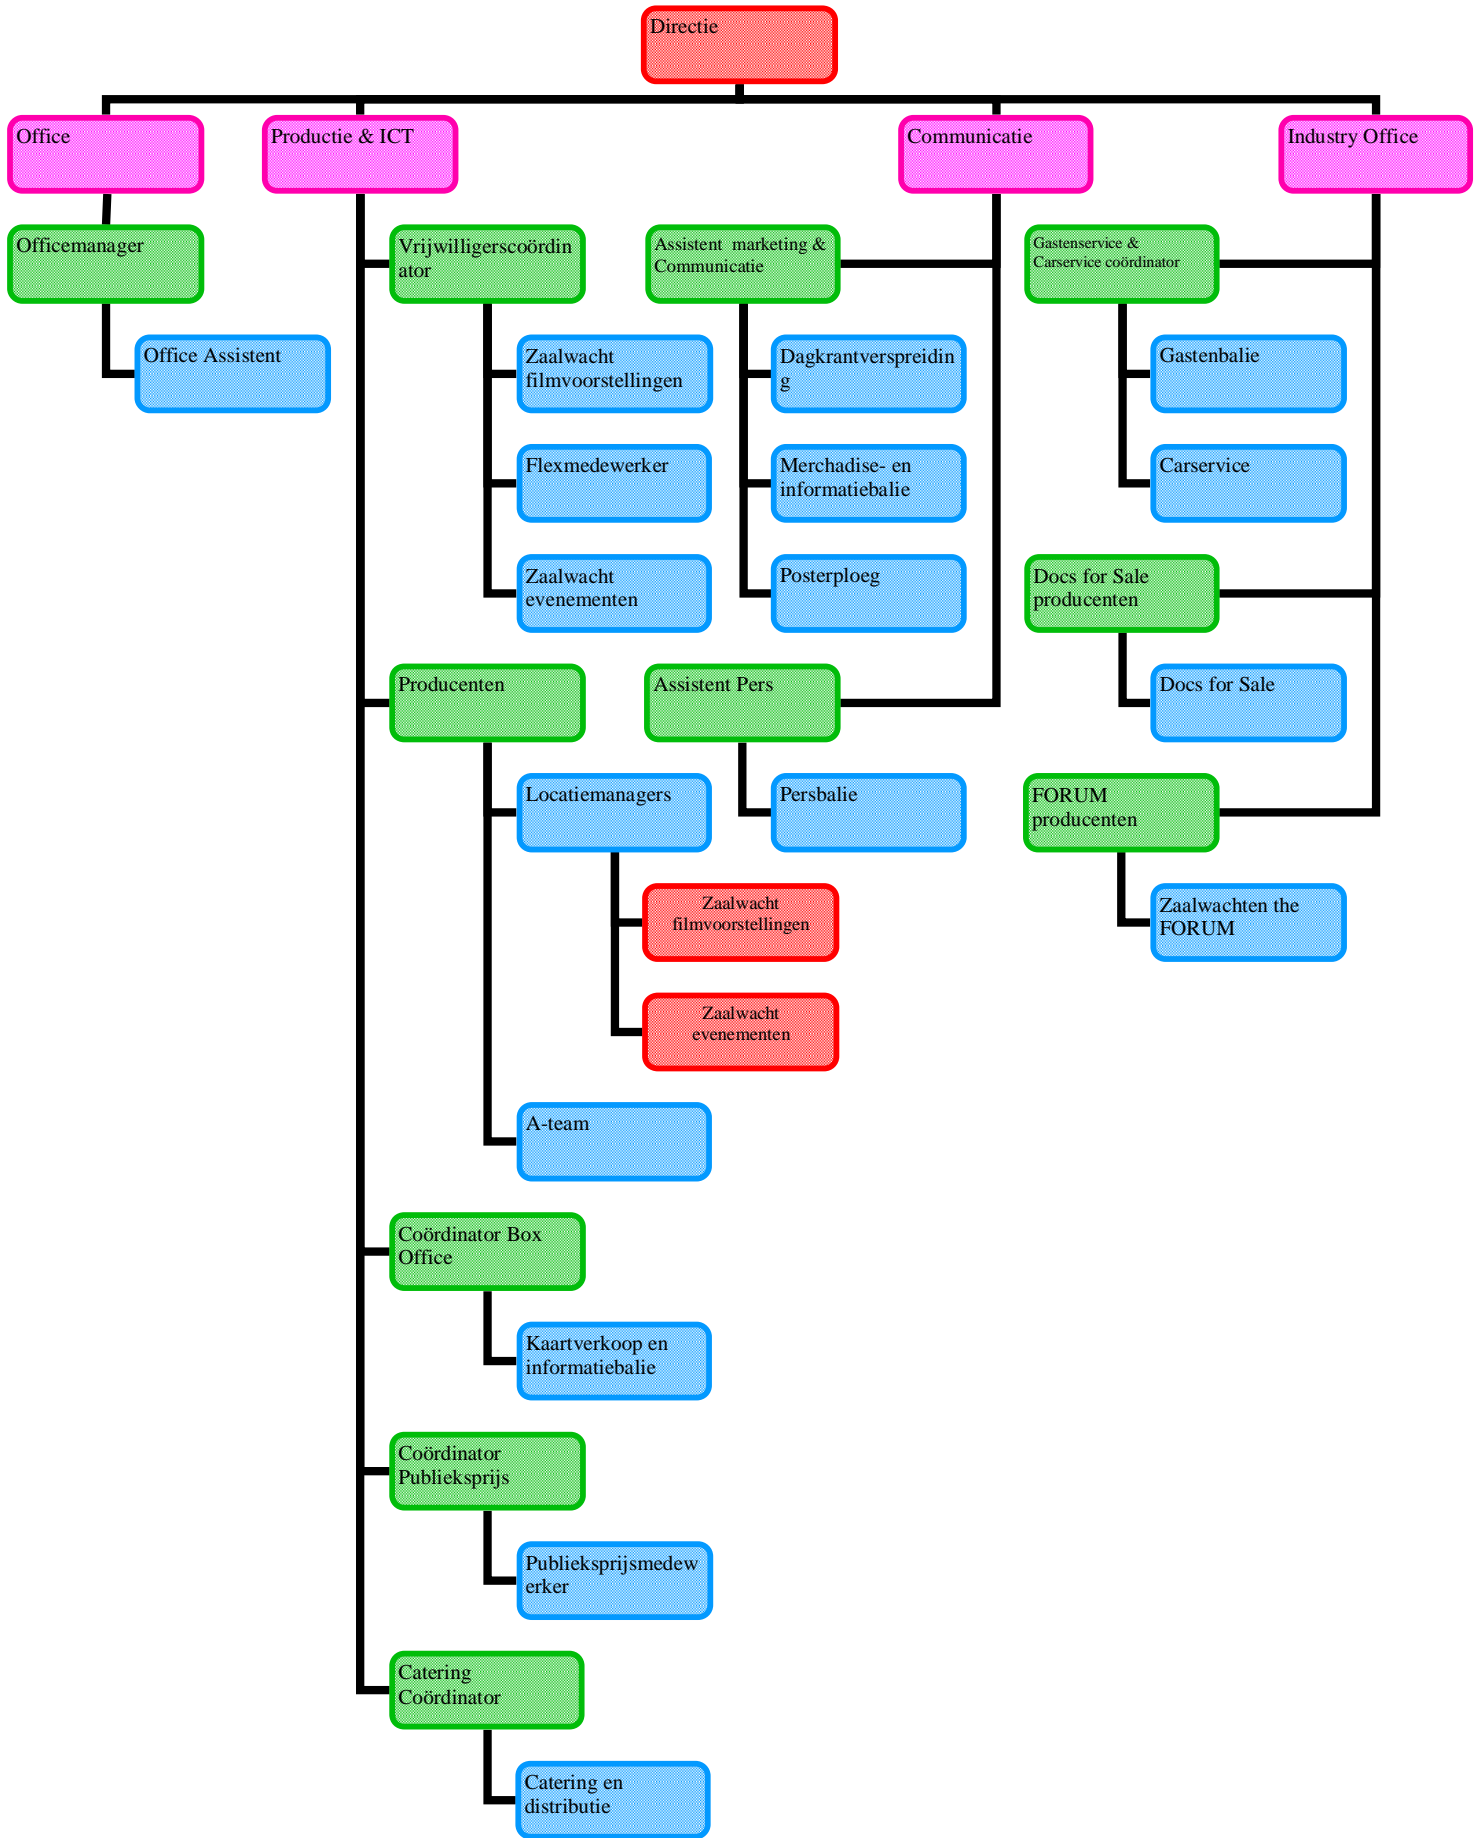 Directie
Office
Productie & ICT
Communicatie
Industry Office
Officemanager
Vrijwilligerscoördin
ator
Assistent  marketing &
Communicatie
Gastenservice &
Carservice coördinator
Office Assistent
Zaalwacht
filmvoorstellingen
Dagkrantverspreidin
g
Gastenbalie
Flexmedewerker
Merchadise- en
informatiebalie
Carservice
Zaalwacht
evenementen
Posterploeg
Docs for Sale
producenten
Producenten
Assistent Pers
Docs for Sale
Locatiemanagers
Persbalie
FORUM
producenten
Zaalwacht
filmvoorstellingen
Zaalwachten the
FORUM
Zaalwacht
evenementen
A-team
Coördinator Box
Office
Kaartverkoop en
informatiebalie
Coördinator
Publieksprijs
Publieksprijsmedew
erker
Catering
Coördinator
Catering en
distributie